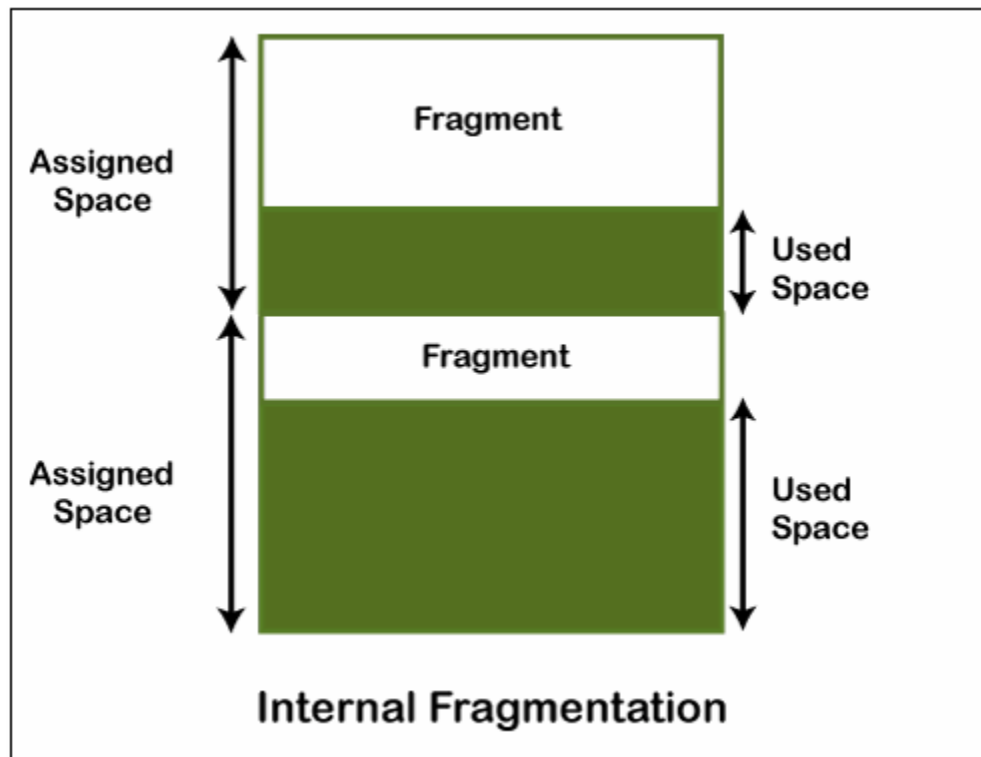 Fragment
Assigned
Space
Used
Space
Fragment
Assigned
Space
Used
Space
Internal Fragmentation